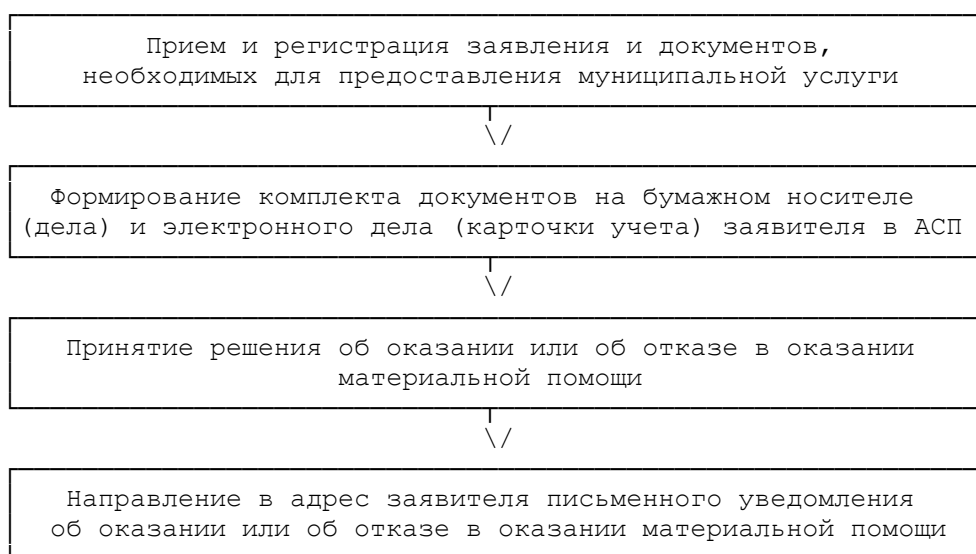 Прием и регистрация заявления и документов,
необходимых для предоставления муниципальной услуги
\/
Формирование комплекта документов на бумажном носителе
(дела) и электронного дела (карточки учета) заявителя в АСП
\/
Принятие решения об оказании или об отказе в оказании
материальной помощи
\/
Направление в адрес заявителя письменного уведомления
об оказании или об отказе в оказании материальной помощи